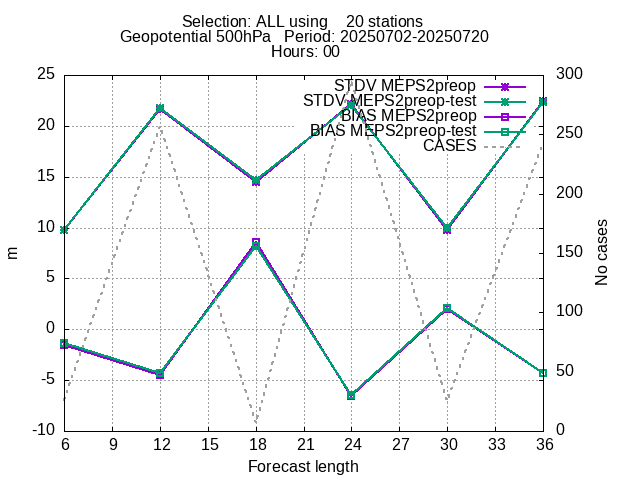 Selection: ALL using 20 stations
Geopotential 500hPa Period: 20250702-20250720
Hours: 00
STDV MEPS2preop
STDV MEPS2preop-test
BIAS MEPS2preop
BIAS MEPS2preop-test
CASES
25
20
15
10
5
0
-5
-10
m
300
250
200
150
100
50
0
No cases
6 9 12 15 18 21 24 27 30 33 36
Forecast length